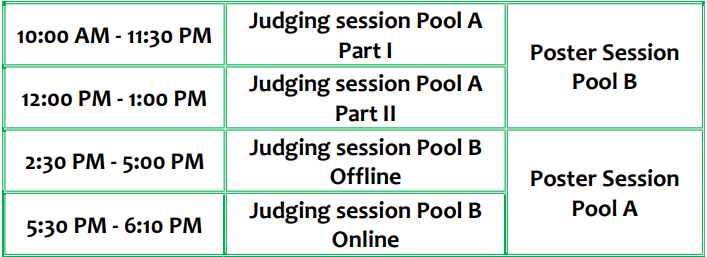 10:00 AM - 11:30 PM
Judging session Pool A
Part I
Poster Session
Pool B
12:00 PM - 1:00 PM
Judging session Pool A
Part II
2:30 PM - 5:00 PM
Judging session Pool B
Offline
Poster Session
Pool A
5:30 PM - 6:10 PM
Judging session Pool B
Online